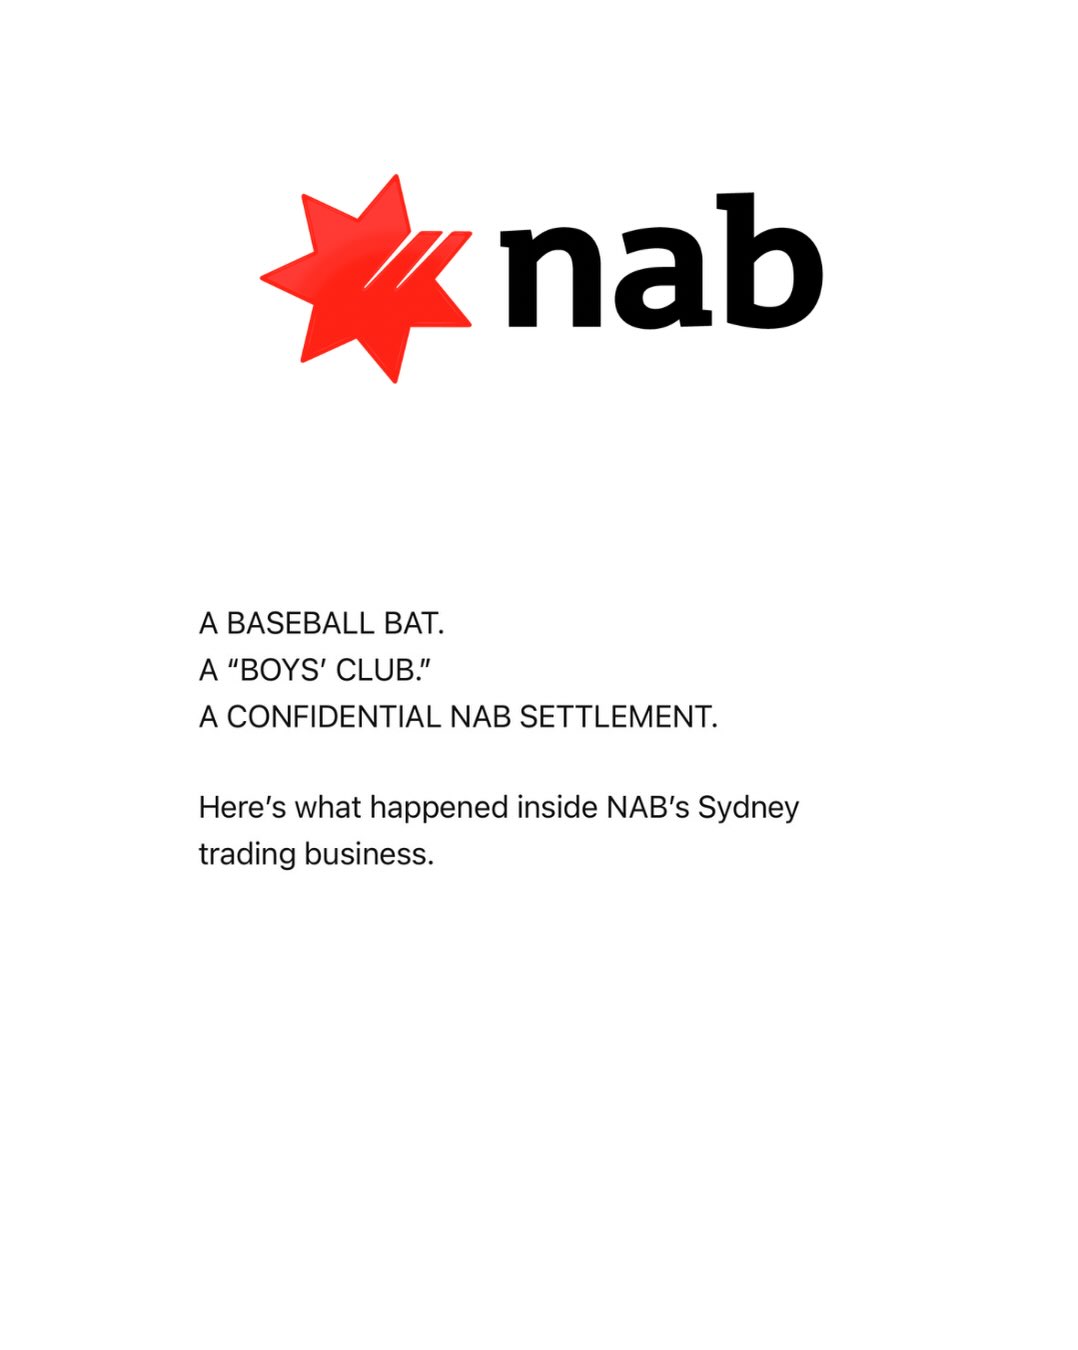 nab
A BASEBALL BAT.
A “BOYS’ CLUB.”
A CONFIDENTIAL NAB SETTLEMENT.
Here’s what happened inside NAB’s Sydney
trading business.